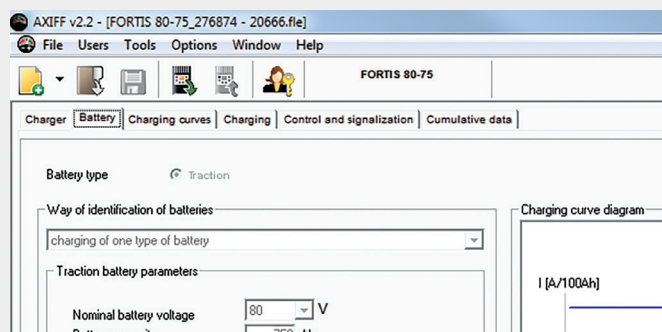 AXIFF v2.2 - [FORTIS 80-75_276874 - 20666.fle]
File Users Tools Options Window Help
FORTIS 80-75
Charger Battery Charging curves Charging Control and signalization Cumulative data
Battery type Traction
Way of identification of batteries Charging curve diagram
charging of one type of battery
Traction battery parameters
I [A/100Ah]
Nominal battery voltage 80 V